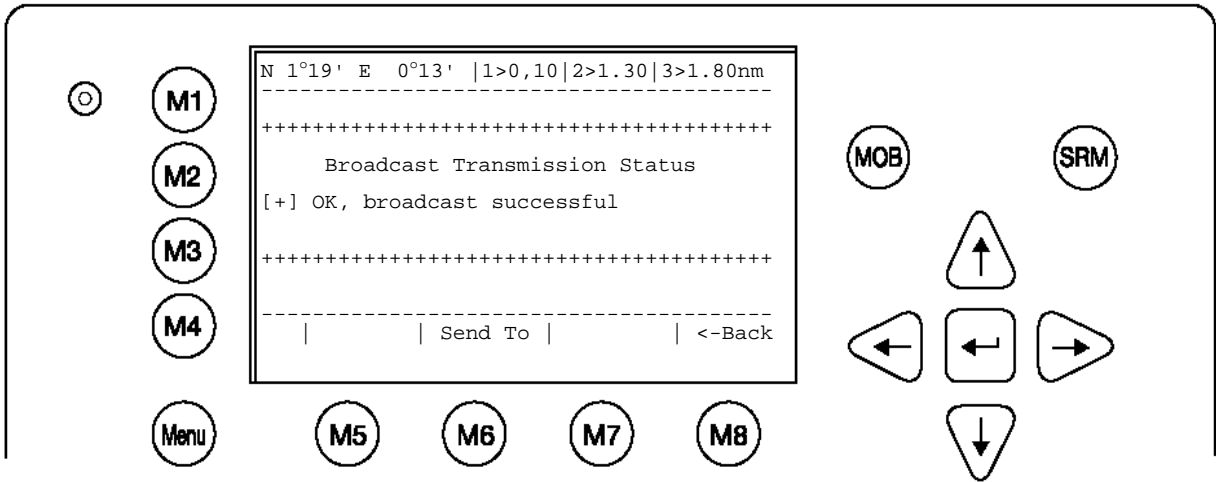 N 1°19' E 0°13' |1>0,10|2>1.30|3>1.80nm
----------------------------------------
++++++++++++++++++++++++++++++++++++++++
Broadcast Transmission Status
[+] OK, broadcast successful
++++++++++++++++++++++++++++++++++++++++
----------------------------------------
| | Send To | | <-Back
M1
M2
M3
M4
Menu
M5 M6 M7 M8
MOB SRM